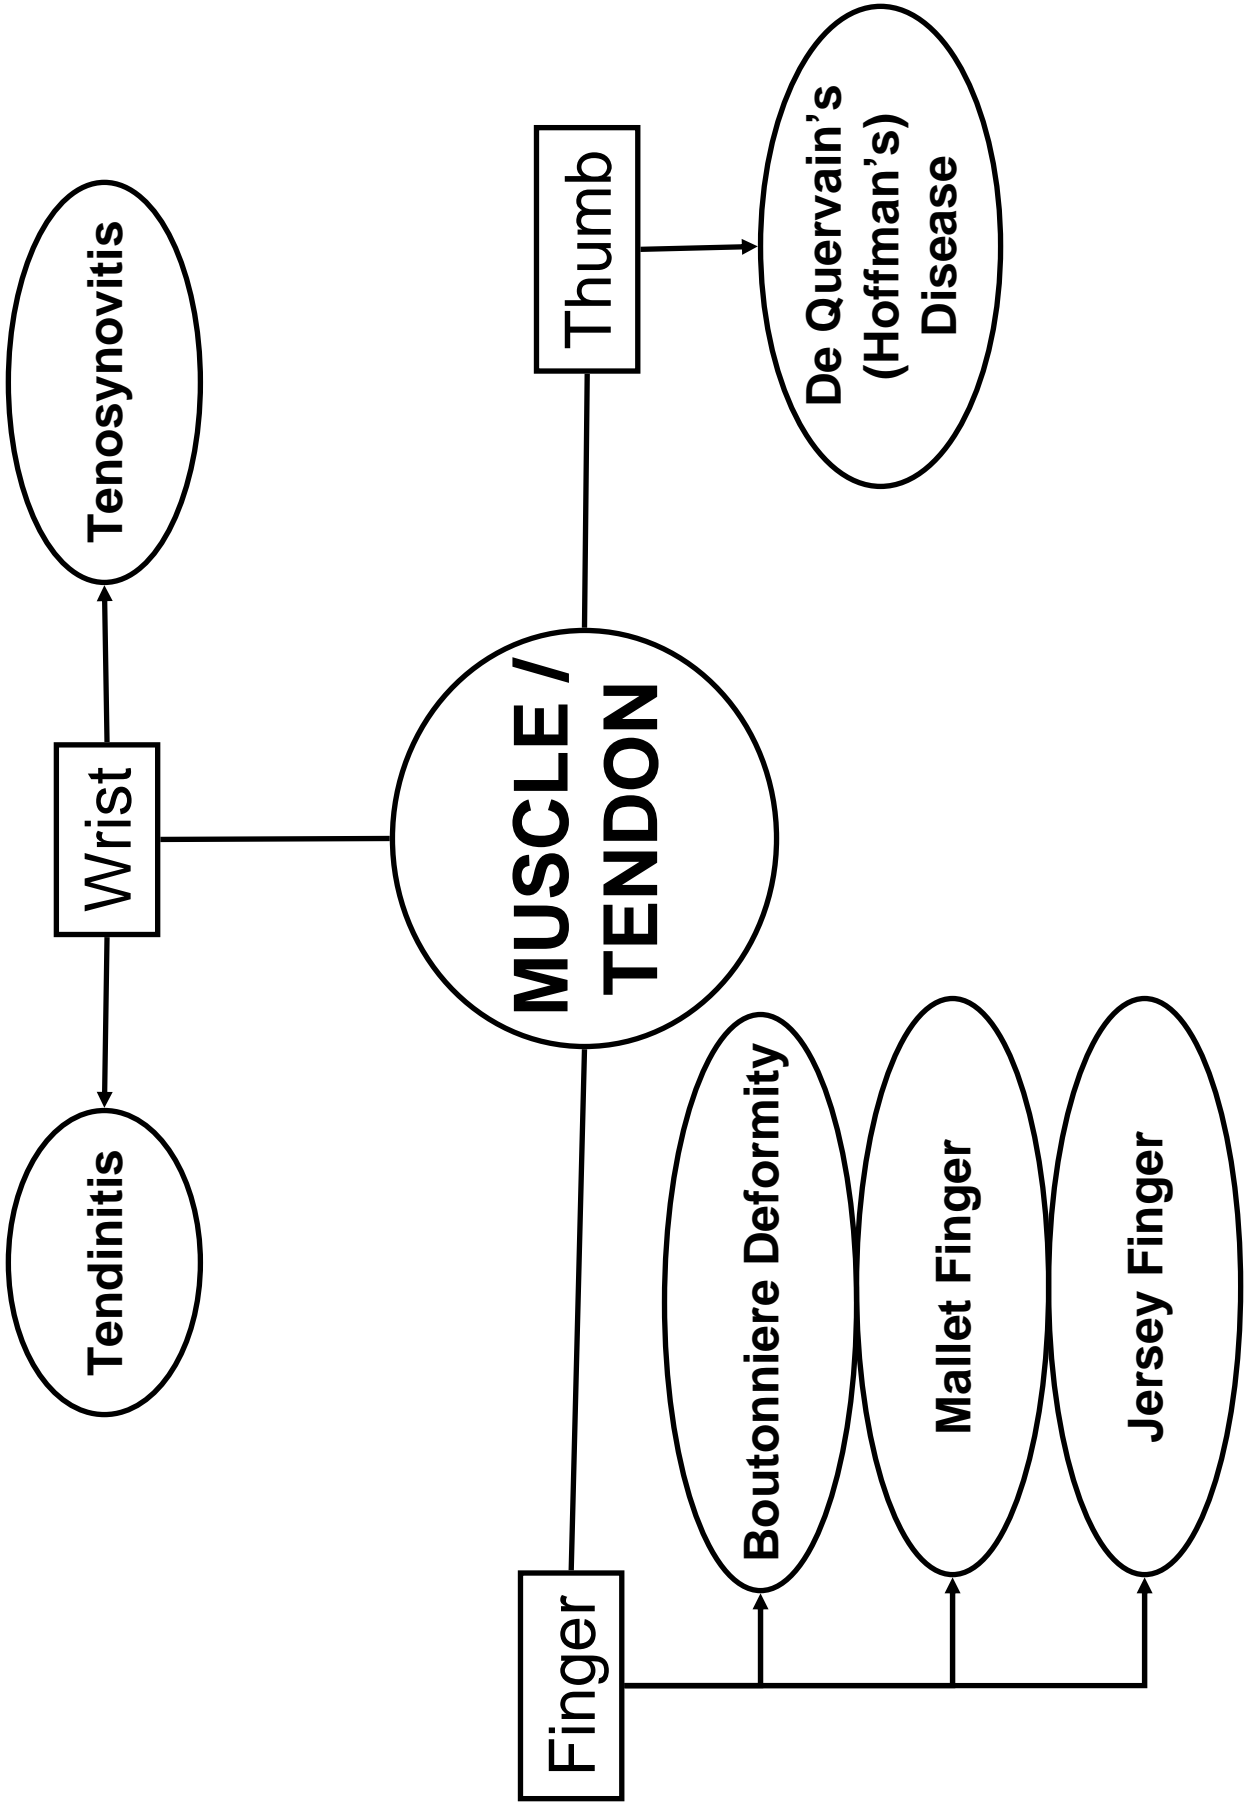 Tendinitis
Wrist
Tenosynovitis
MUSCLE /
TENDON
Finger
Thumb
Boutonniere Deformity
Mallet Finger
Jersey Finger
De Quervain’s
(Hoffman’s)
Disease